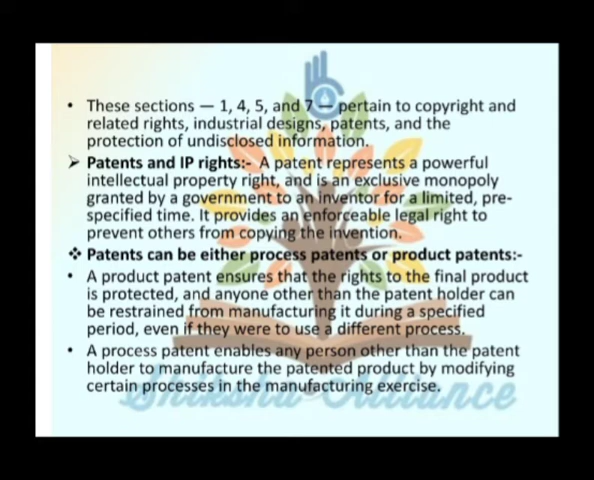 • These sections — 1, 4, 5, and 7 — pertain to copyright and
related rights, industrial designs, patents, and the
protection of undisclosed information.
➢ Patents and IP rights:- A patent represents a powerful
intellectual property right, and is an exclusive monopoly
granted by a government to an inventor for a limited, pre-
specified time. It provides an enforceable legal right to
prevent others from copying the invention.
❖ Patents can be either process patents or product patents:-
• A product patent ensures that the rights to the final product
is protected, and anyone other than the patent holder can
be restrained from manufacturing it during a specified
period, even if they were to use a different process.
• A process patent enables any person other than the patent
holder to manufacture the patented product by modifying
certain processes in the manufacturing exercise.
Shiksha Alliance